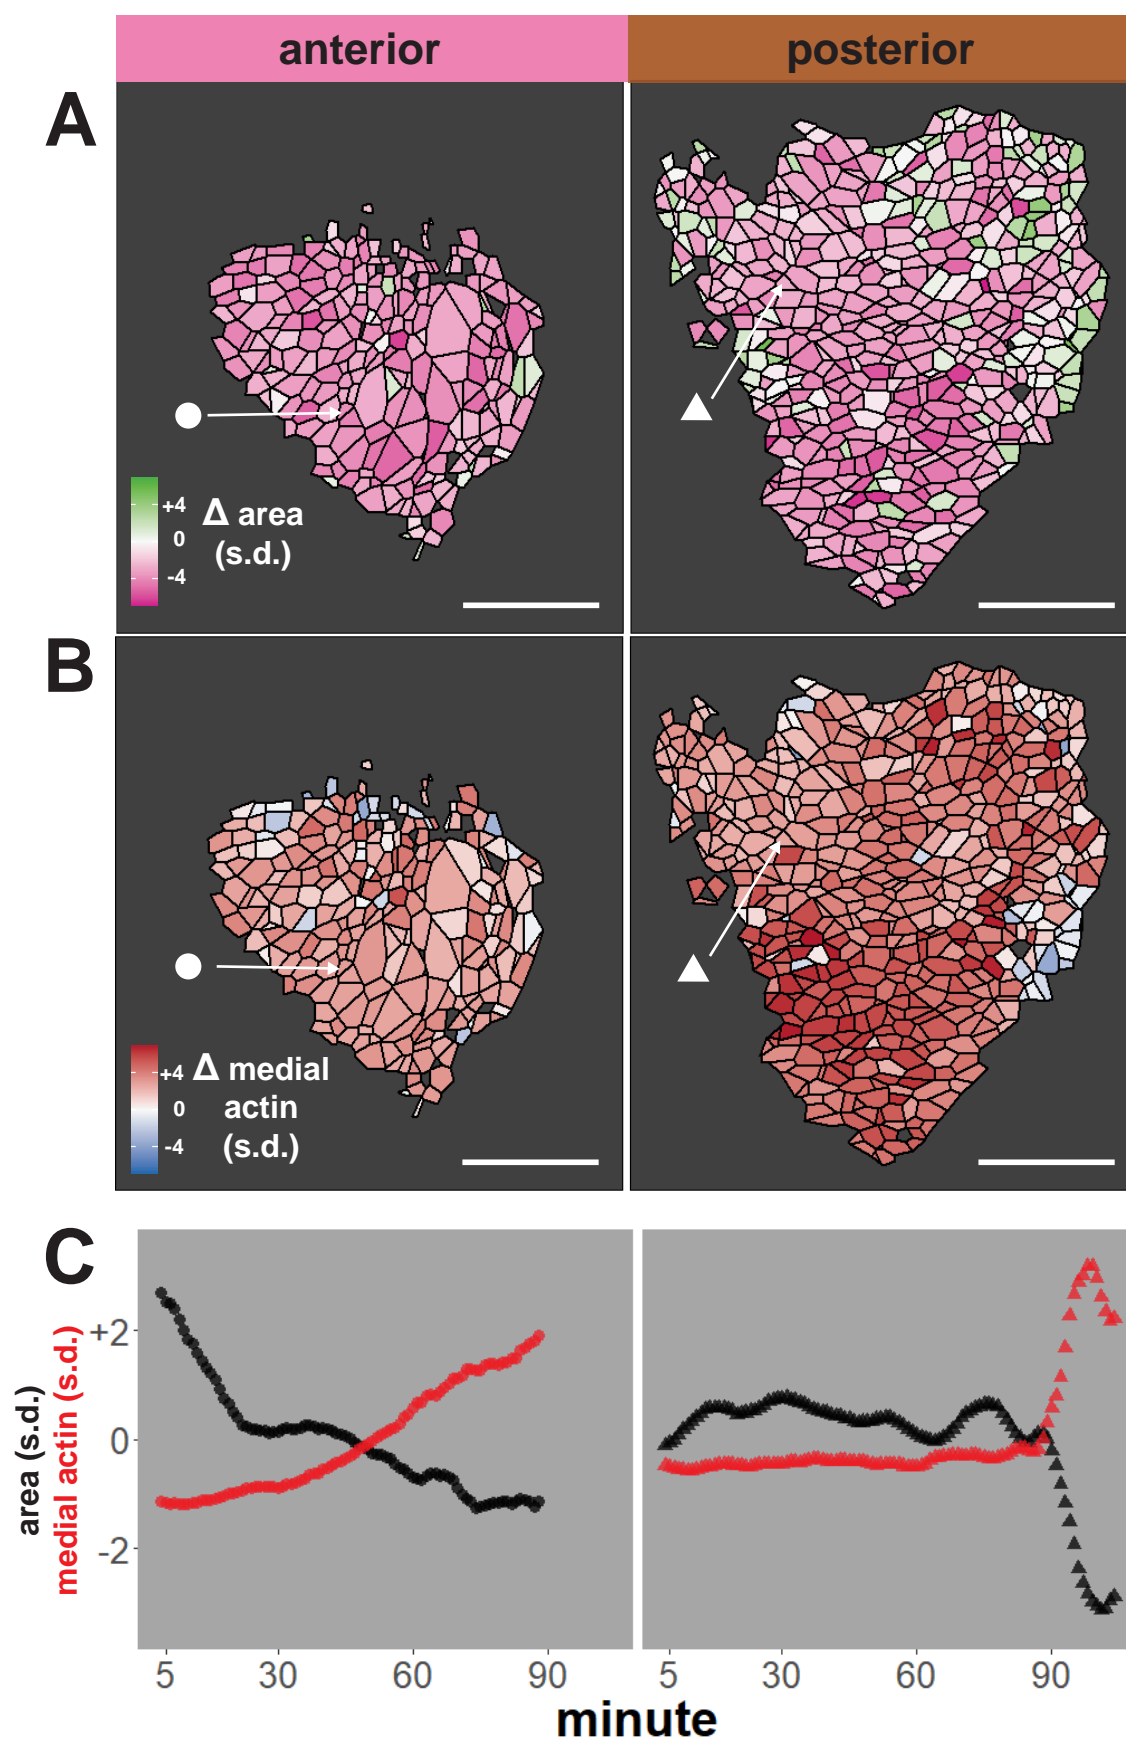 anterior posterior
A
+4
0
-4
Δ area
(s.d.)
B
+4
0
-4
Δ medial
actin
(s.d.)
C
area (s.d.)
medial actin (s.d.)
+2
0
-2
5 30 60 90 5 30 60 90
minute